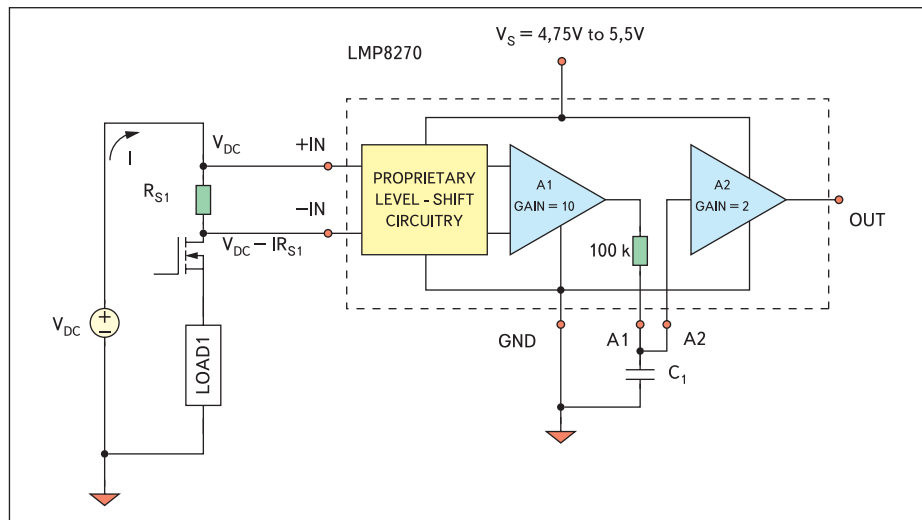 V_S = 4,75V to 5,5V
LMP8270
I
V_DC
+IN
R_S1
−IN
V_DC − IR_S1
PROPRIETARY
LEVEL - SHIFT
CIRCUITRY
A1
GAIN = 10
A2
GAIN = 2
OUT
100 k
V_DC
+
−
LOAD1
GND
A1
A2
C_1